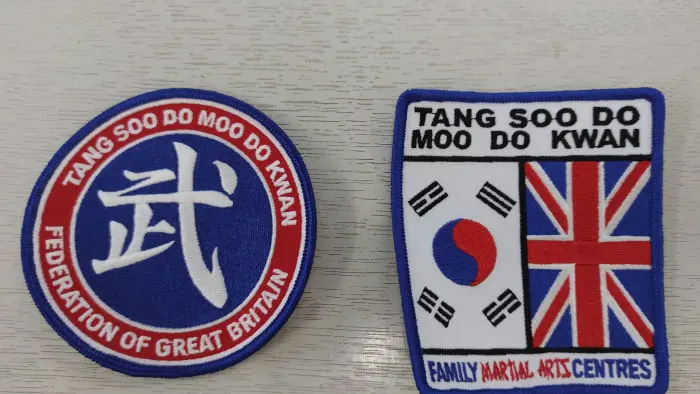 TANG SOO DO MOO DO KWAN
武
FEDERATION OF GREAT BRITAIN
TANG SOO DO
MOO DO KWAN
FAMILY MARTIAL ARTS CENTRES